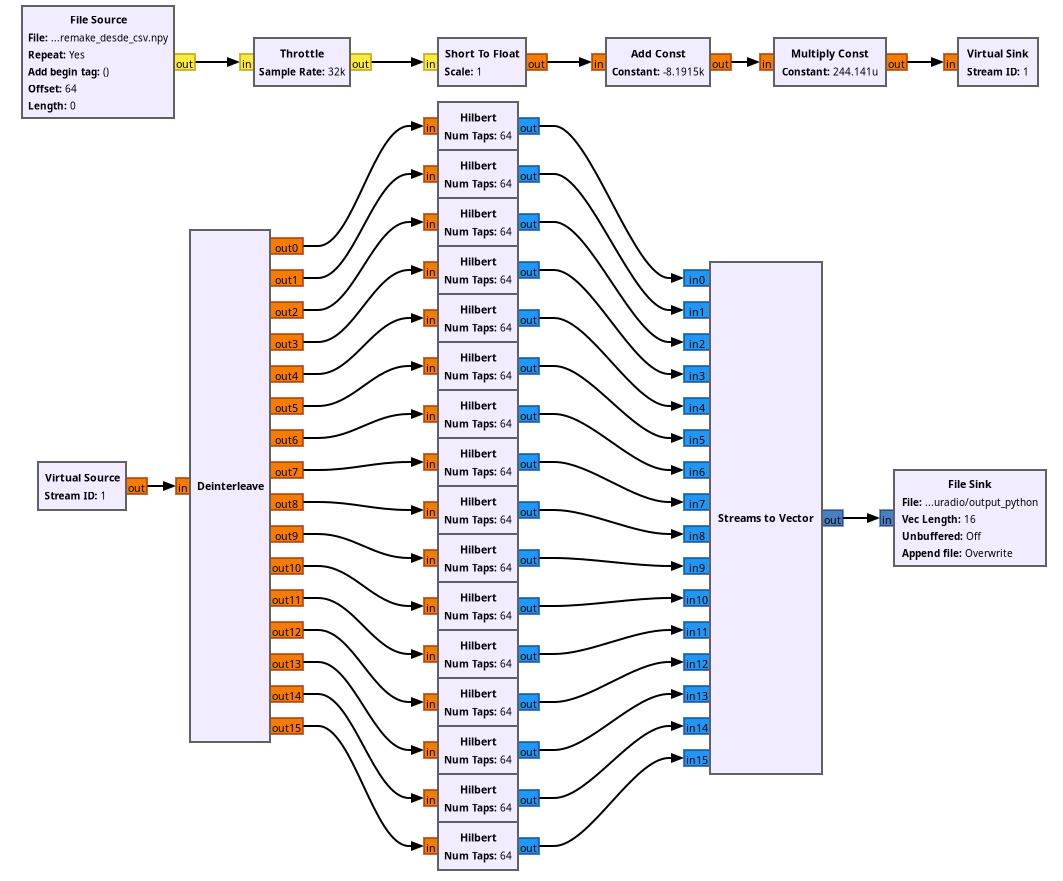 File Source
File: ...remake_desde_csv.npy
Repeat: Yes
Add begin tag: ()
Offset: 64
Length: 0
out
in
Throttle
Sample Rate: 32k
out
in
Short To Float
Scale: 1
out
in
Add Const
Constant: -8.1915k
out
in
Multiply Const
Constant: 244.141u
out
in
Virtual Sink
Stream ID: 1
Virtual Source
Stream ID: 1
out
in
Deinterleave
out0
out1
out2
out3
out4
out5
out6
out7
out8
out9
out10
out11
out12
out13
out14
out15
in
Hilbert
Num Taps: 64
out
in
Hilbert
Num Taps: 64
out
in
Hilbert
Num Taps: 64
out
in
Hilbert
Num Taps: 64
out
in
Hilbert
Num Taps: 64
out
in
Hilbert
Num Taps: 64
out
in
Hilbert
Num Taps: 64
out
in
Hilbert
Num Taps: 64
out
in
Hilbert
Num Taps: 64
out
in
Hilbert
Num Taps: 64
out
in
Hilbert
Num Taps: 64
out
in
Hilbert
Num Taps: 64
out
in
Hilbert
Num Taps: 64
out
in
Hilbert
Num Taps: 64
out
in
Hilbert
Num Taps: 64
out
in
Hilbert
Num Taps: 64
out
in0
in1
in2
in3
in4
in5
in6
in7
in8
in9
in10
in11
in12
in13
in14
in15
Streams to Vector
out
in
File Sink
File: ...uradio/output_python
Vec Length: 16
Unbuffered: Off
Append file: Overwrite